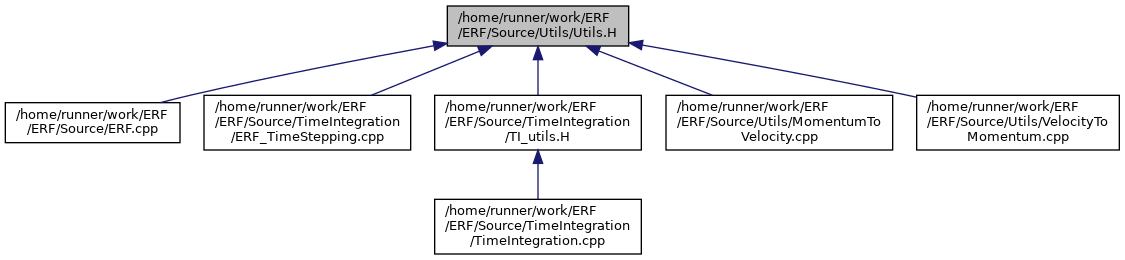 /home/runner/work/ERF
/ERF/Source/Utils/Utils.H
/home/runner/work/ERF
/ERF/Source/ERF.cpp
/home/runner/work/ERF
/ERF/Source/TimeIntegration
/ERF_TimeStepping.cpp
/home/runner/work/ERF
/ERF/Source/TimeIntegration
/TI_utils.H
/home/runner/work/ERF
/ERF/Source/Utils/MomentumTo
Velocity.cpp
/home/runner/work/ERF
/ERF/Source/Utils/VelocityTo
Momentum.cpp
/home/runner/work/ERF
/ERF/Source/TimeIntegration
/TimeIntegration.cpp